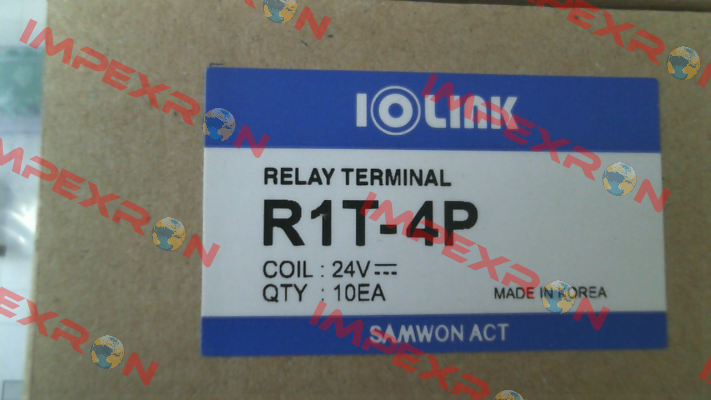 IOLINK
RELAY TERMINAL
R1T-4P
COIL : 24V⎓
QTY : 10EA
MADE IN KOREA
SAMWON ACT
IMPEXRON
IMPEXRON
IMPEXRON
IMPEXRON
IMPEXRON
IMPEXRON
IMPEXRON